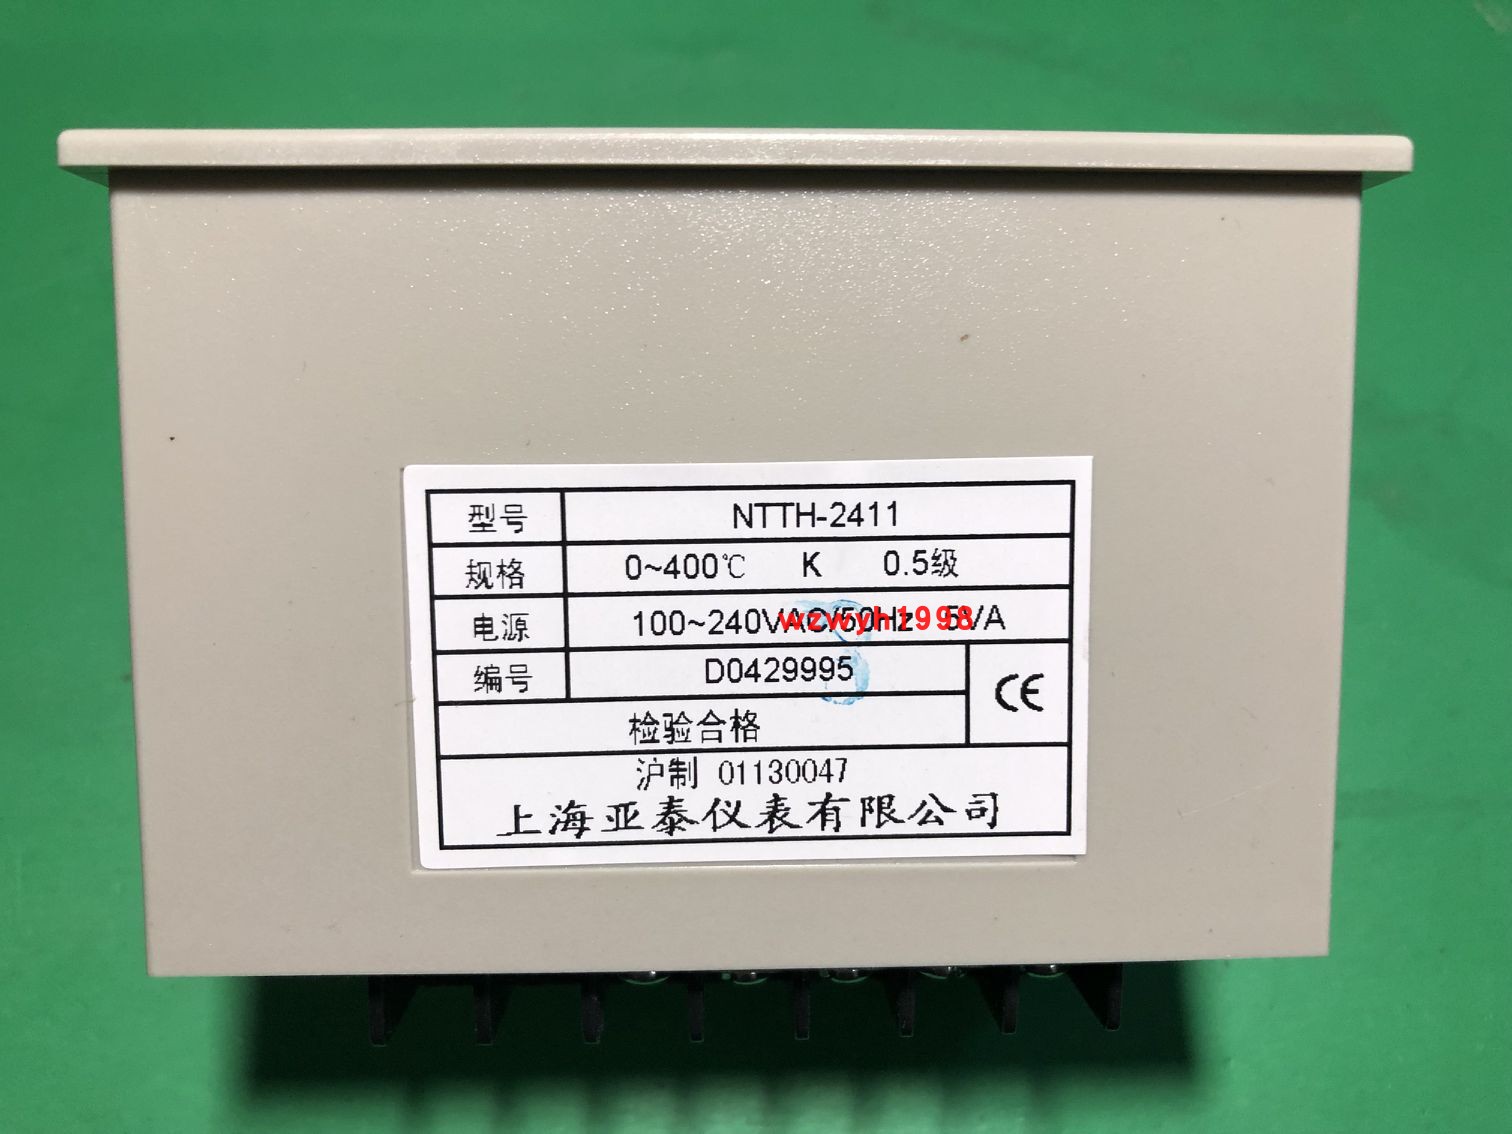 型号 NTTH-2411
规格 0~400℃ K 0.5级
电源 100~240VAC/50Hz 5VA
wzwyh1998
编号 D0429995
CE
检验合格
沪制 01130047
上海亚泰仪表有限公司